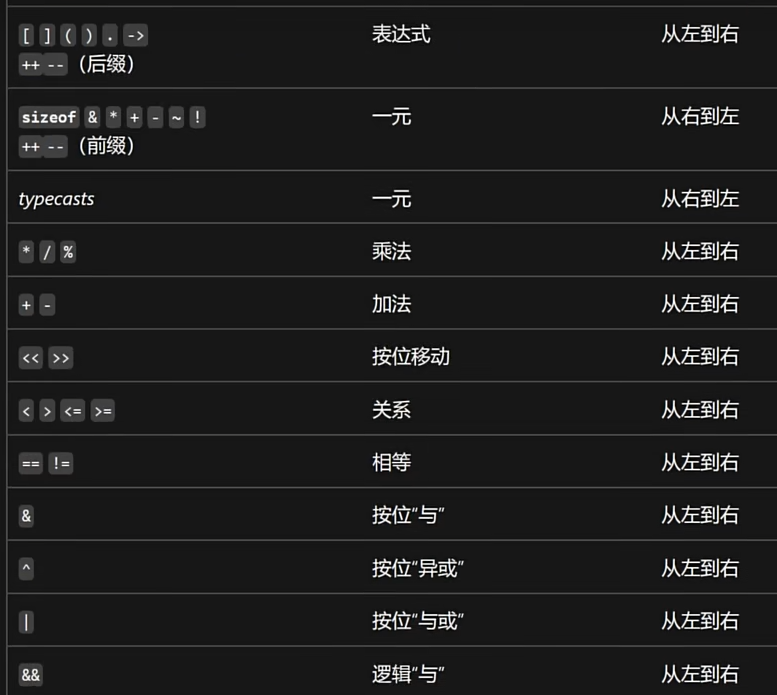 [ ] ( ) . -> 表达式 从左到右
++ -- （后缀）
sizeof & * + - ~ ! 一元 从右到左
++ -- （前缀）
typecasts 一元 从右到左
* / % 乘法 从左到右
+ - 加法 从左到右
<< >> 按位移动 从左到右
< > <= >= 关系 从左到右
== != 相等 从左到右
& 按位“与” 从左到右
^ 按位“异或” 从左到右
| 按位“与或” 从左到右
&& 逻辑“与” 从左到右